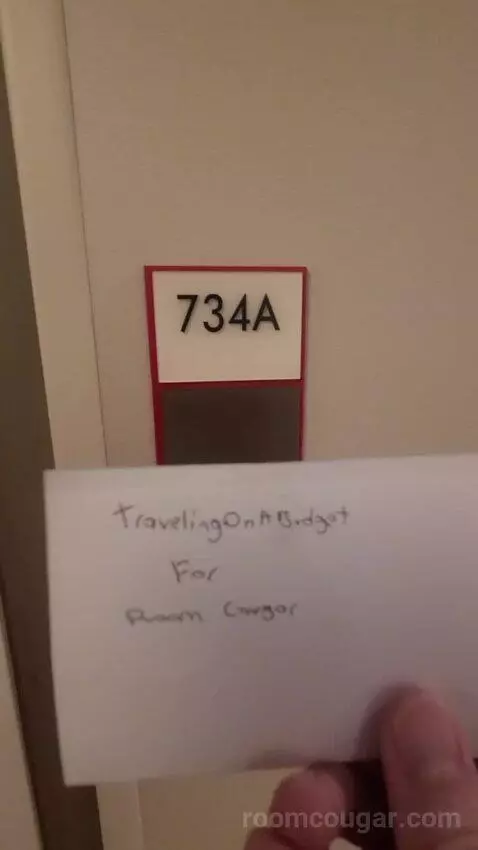 734A
TravelingOnABudget
For
Room Cougar
roomcougar.com